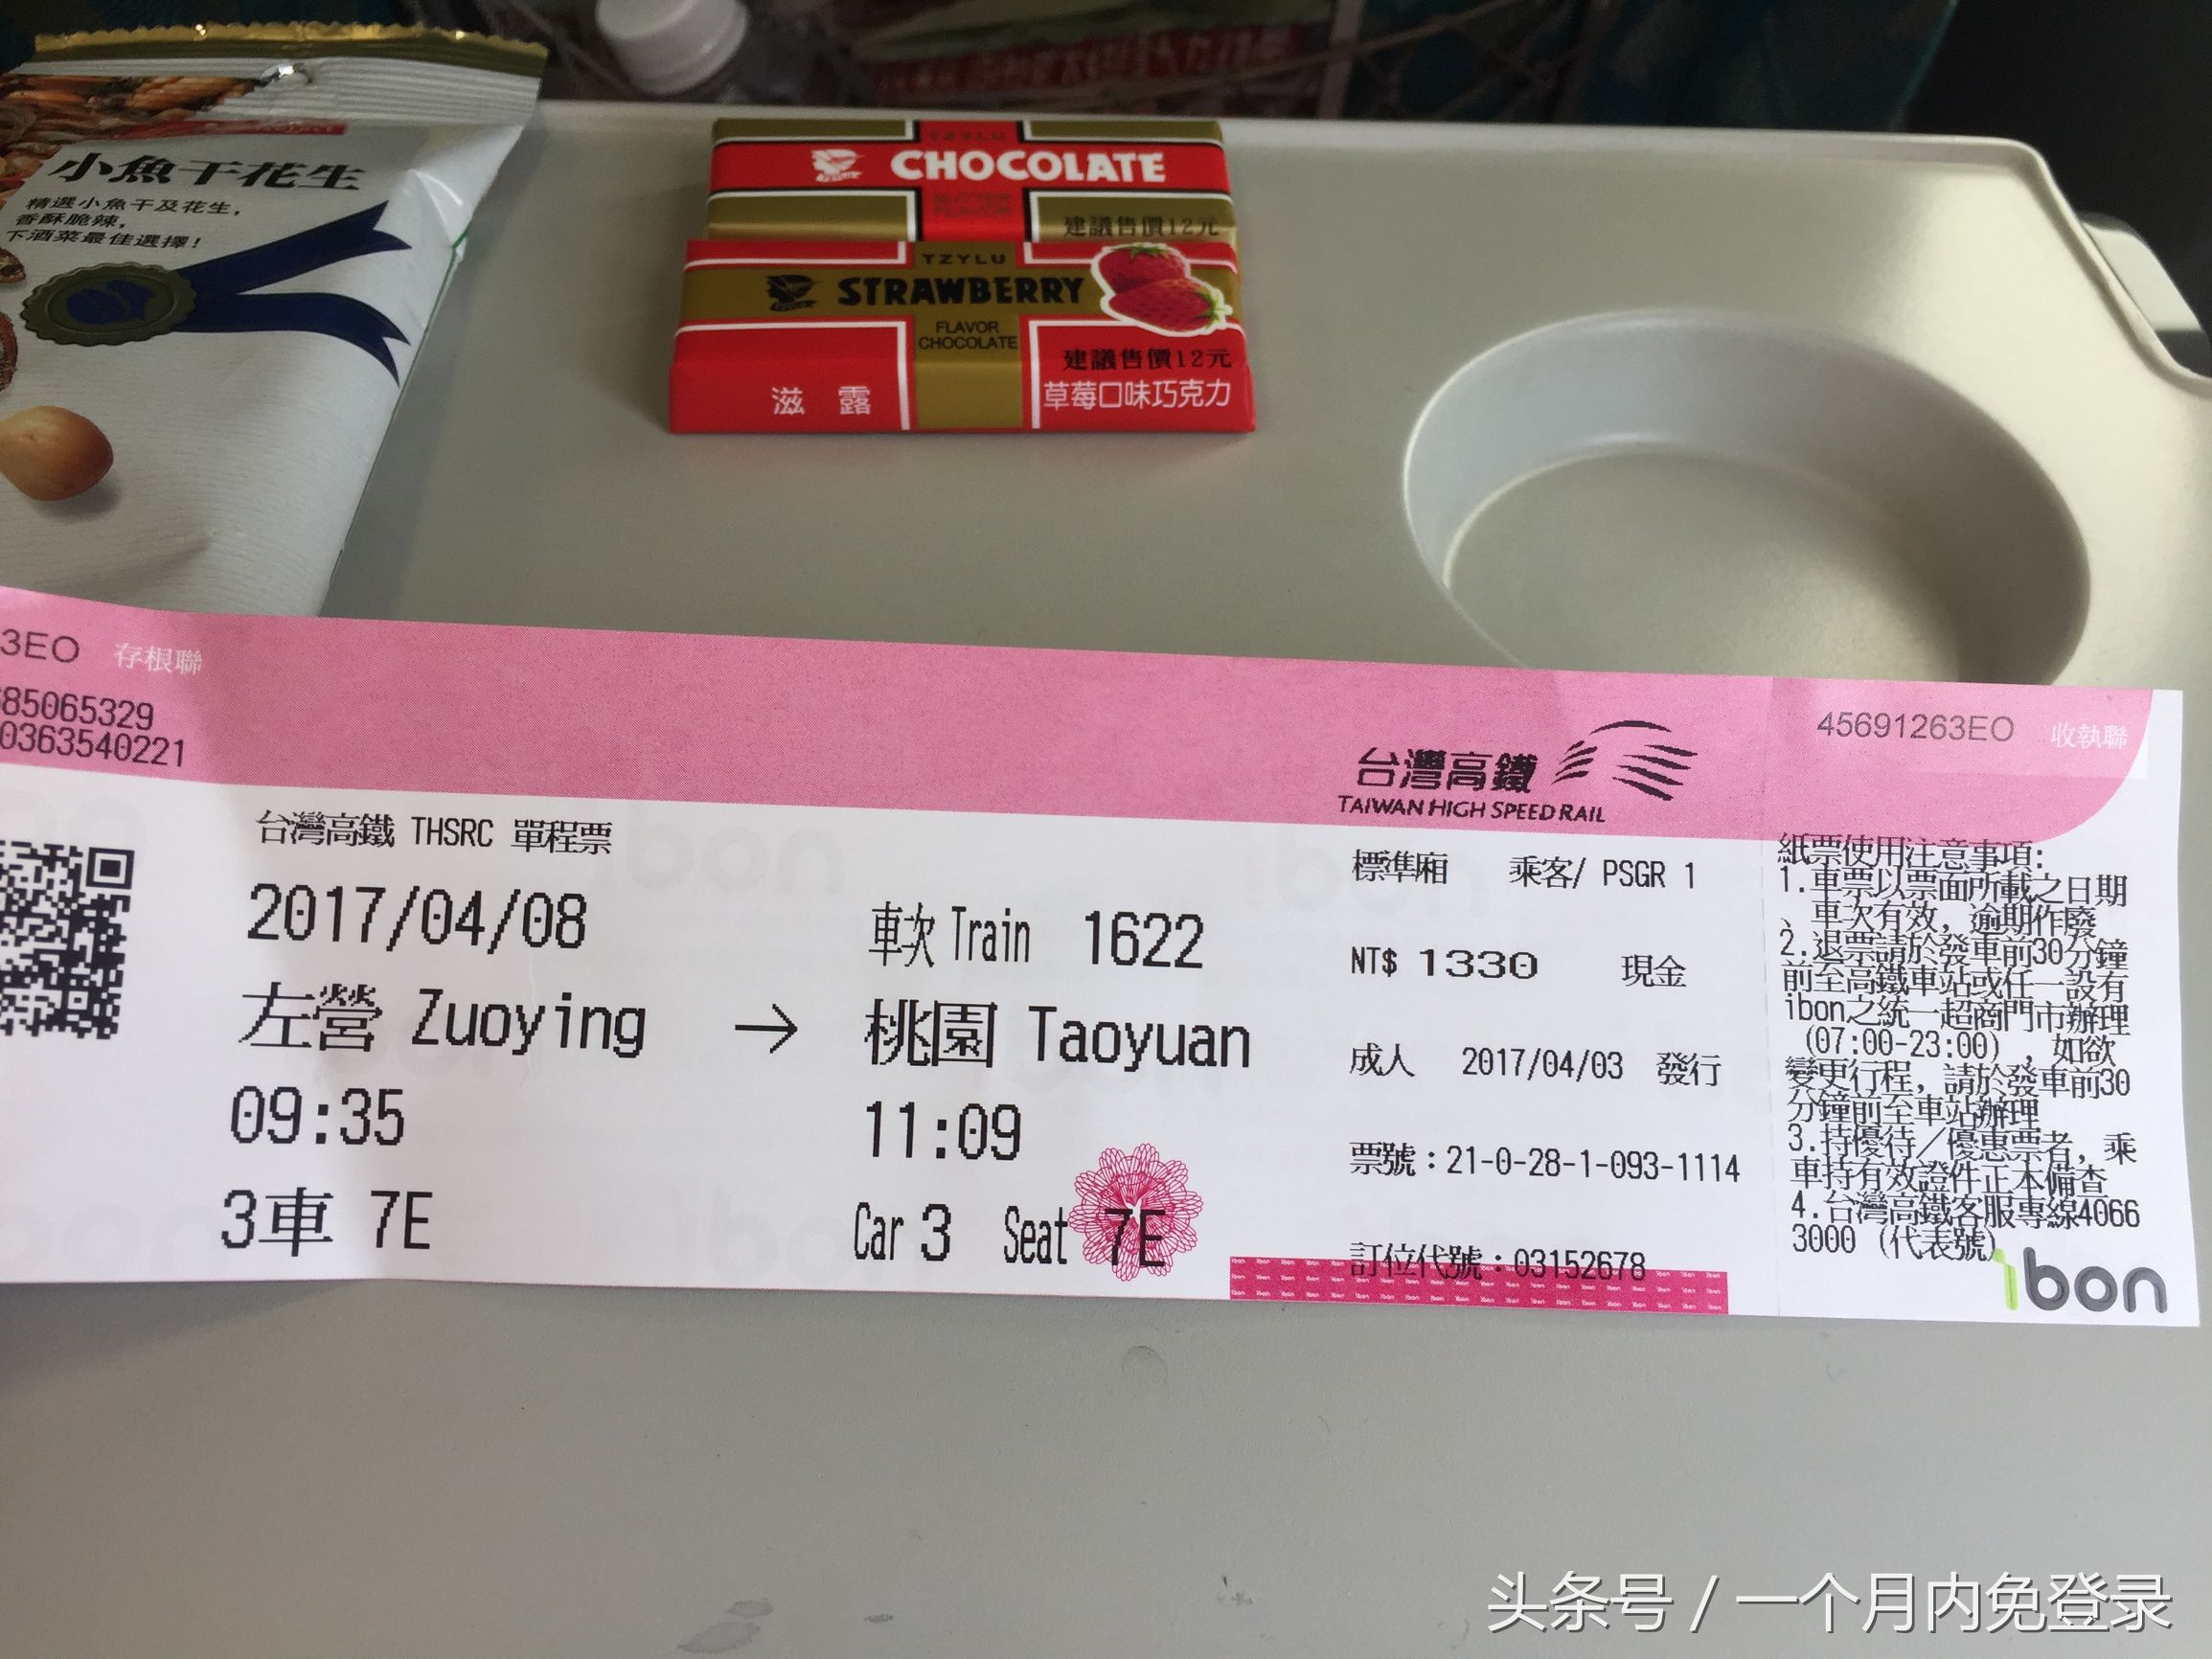 小魚干花生
精選小魚干及花生，
香酥脆辣，
下酒菜最佳選擇！
CHOCOLATE
建議售價12元
TZYLU
STRAWBERRY
FLAVOR
CHOCOLATE
建議售價12元
滋露
草莓口味巧克力
3EO 存根聯
85065329
0363540221
台灣高鐵
TAIWAN HIGH SPEED RAIL
45691263EO 收執聯
台灣高鐵 THSRC 單程票
2017/04/08
車次 Train 1622
左營 Zuoying → 桃園 Taoyuan
09:35 11:09
3車 7E Car 3 Seat 7E
標準廂 乘客/ PSGR 1
NT$ 1330 現金
成人 2017/04/03 發行
票號：21-0-28-1-093-1114
訂位代號：03152678
紙票使用注意事項：
1.車票以票面所載之日期
、車次有效，逾期作廢
2.退票請於發車前30分鐘
前至高鐵車站或任一設有
ibon之統一超商門市辦理
（07:00-23:00），如欲
變更行程，請於發車前30
分鐘前至車站辦理
3.持優待／優惠票者，乘
車持有效證件正本備查
4.台灣高鐵客服專線4066
3000（代表號）
ibon
头条号 / 一个月内免登录